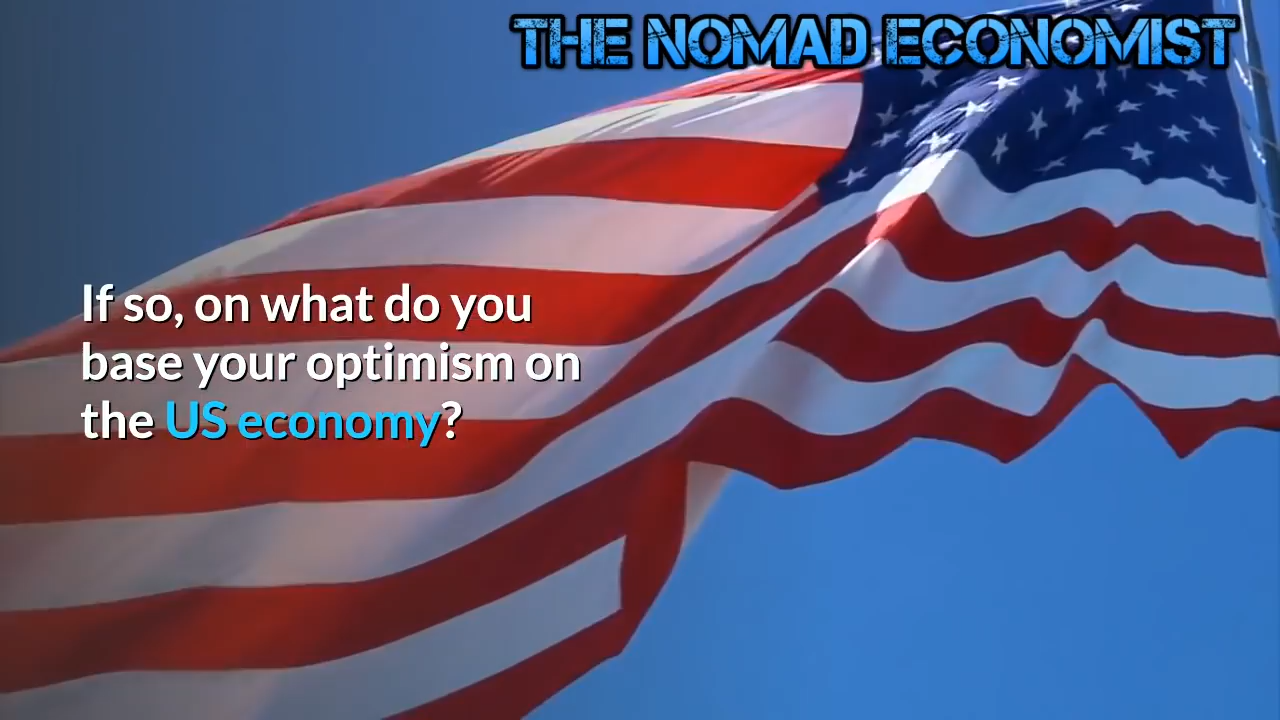 THE NOMAD ECONOMIST
If so, on what do you
base your optimism on
the US economy?